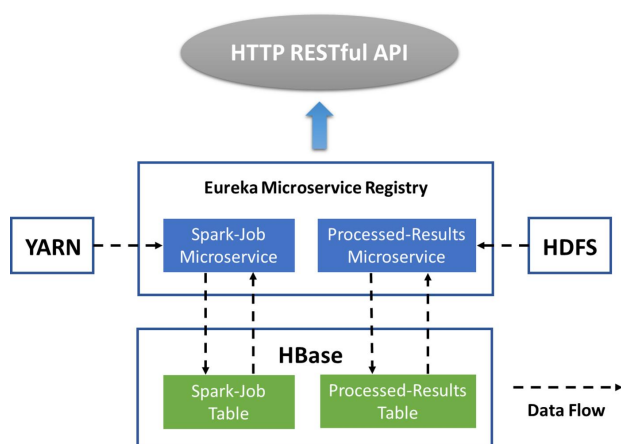 HTTP RESTful API
Eureka Microservice Registry
YARN
Spark-Job
Microservice
Processed-Results
Microservice
HDFS
HBase
Spark-Job
Table
Processed-Results
Table
Data Flow